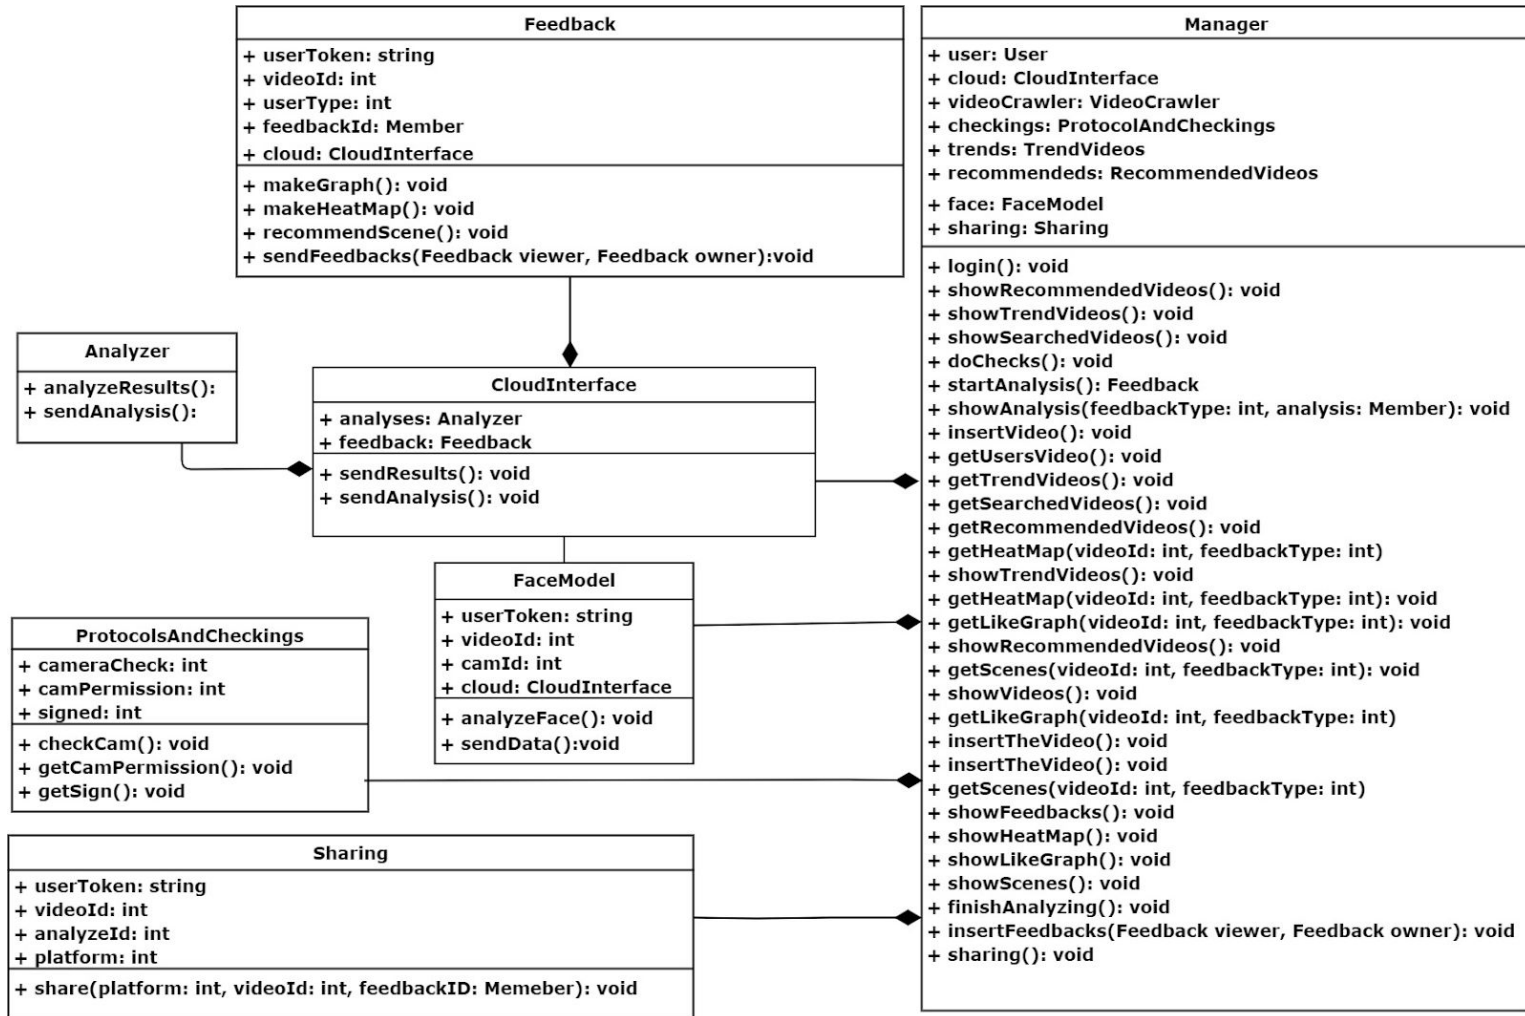 Feedback
+ userToken: string
+ videoId: int
+ userType: int
+ feedbackId: Member
+ cloud: CloudInterface
+ makeGraph(): void
+ makeHeatMap(): void
+ recommendScene(): void
+ sendFeedbacks(Feedback viewer, Feedback owner):void
Manager
+ user: User
+ cloud: CloudInterface
+ videoCrawler: VideoCrawler
+ checkings: ProtocolAndCheckings
+ trends: TrendVideos
+ recommendeds: RecommendedVideos
+ face: FaceModel
+ sharing: Sharing
+ login(): void
+ showRecommendedVideos(): void
+ showTrendVideos(): void
+ showSearchedVideos(): void
+ doChecks(): void
+ startAnalysis(): Feedback
+ showAnalysis(feedbackType: int, analysis: Member): void
+ insertVideo(): void
+ getUsersVideo(): void
+ getTrendVideos(): void
+ getSearchedVideos(): void
+ getRecommendedVideos(): void
+ getHeatMap(videoId: int, feedbackType: int)
+ showTrendVideos(): void
+ getHeatMap(videoId: int, feedbackType: int): void
+ getLikeGraph(videoId: int, feedbackType: int): void
+ showRecommendedVideos(): void
+ getScenes(videoId: int, feedbackType: int): void
+ showVideos(): void
+ getLikeGraph(videoId: int, feedbackType: int)
+ insertTheVideo(): void
+ insertTheVideo(): void
+ getScenes(videoId: int, feedbackType: int)
+ showFeedbacks(): void
+ showHeatMap(): void
+ showLikeGraph(): void
+ showScenes(): void
+ finishAnalyzing(): void
+ insertFeedbacks(Feedback viewer, Feedback owner): void
+ sharing(): void
Analyzer
+ analyzeResults():
+ sendAnalysis():
CloudInterface
+ analyses: Analyzer
+ feedback: Feedback
+ sendResults(): void
+ sendAnalysis(): void
FaceModel
+ userToken: string
+ videoId: int
+ camId: int
+ cloud: CloudInterface
+ analyzeFace(): void
+ sendData():void
ProtocolsAndCheckings
+ cameraCheck: int
+ camPermission: int
+ signed: int
+ checkCam(): void
+ getCamPermission(): void
+ getSign(): void
Sharing
+ userToken: string
+ videoId: int
+ analyzeId: int
+ platform: int
+ share(platform: int, videoId: int, feedbackID: Memeber): void